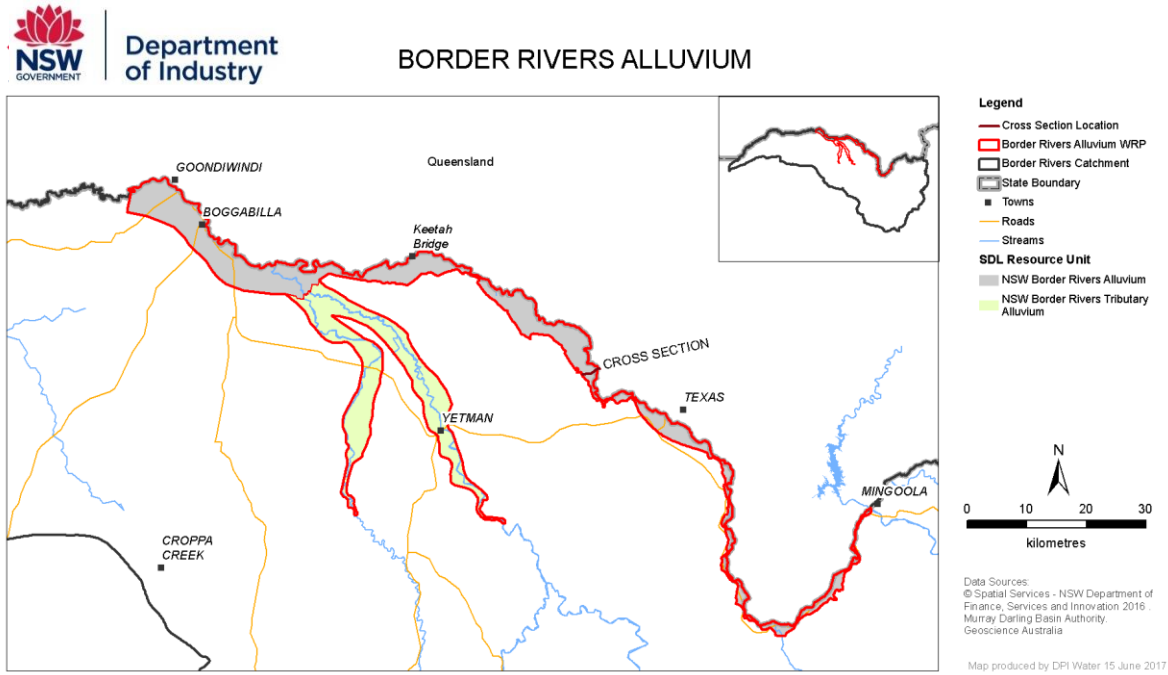 NSW
GOVERNMENT
Department
of Industry
BORDER RIVERS ALLUVIUM
GOONDIWINDI
Queensland
BOGGABILLA
Keetah
Bridge
CROSS SECTION
TEXAS
YETMAN
MINGOOLA
CROPPA
CREEK
Legend
Cross Section Location
Border Rivers Alluvium WRP
Border Rivers Catchment
State Boundary
Towns
Roads
Streams
SDL Resource Unit
NSW Border Rivers Alluvium
NSW Border Rivers Tributary
Alluvium
N
0 10 20 30
kilometres
Data Sources:
© Spatial Services - NSW Department of
Finance, Services and Innovation 2016 .
Murray Darling Basin Authority.
Geoscience Australia
Map produced by DPI Water 15 June 2017